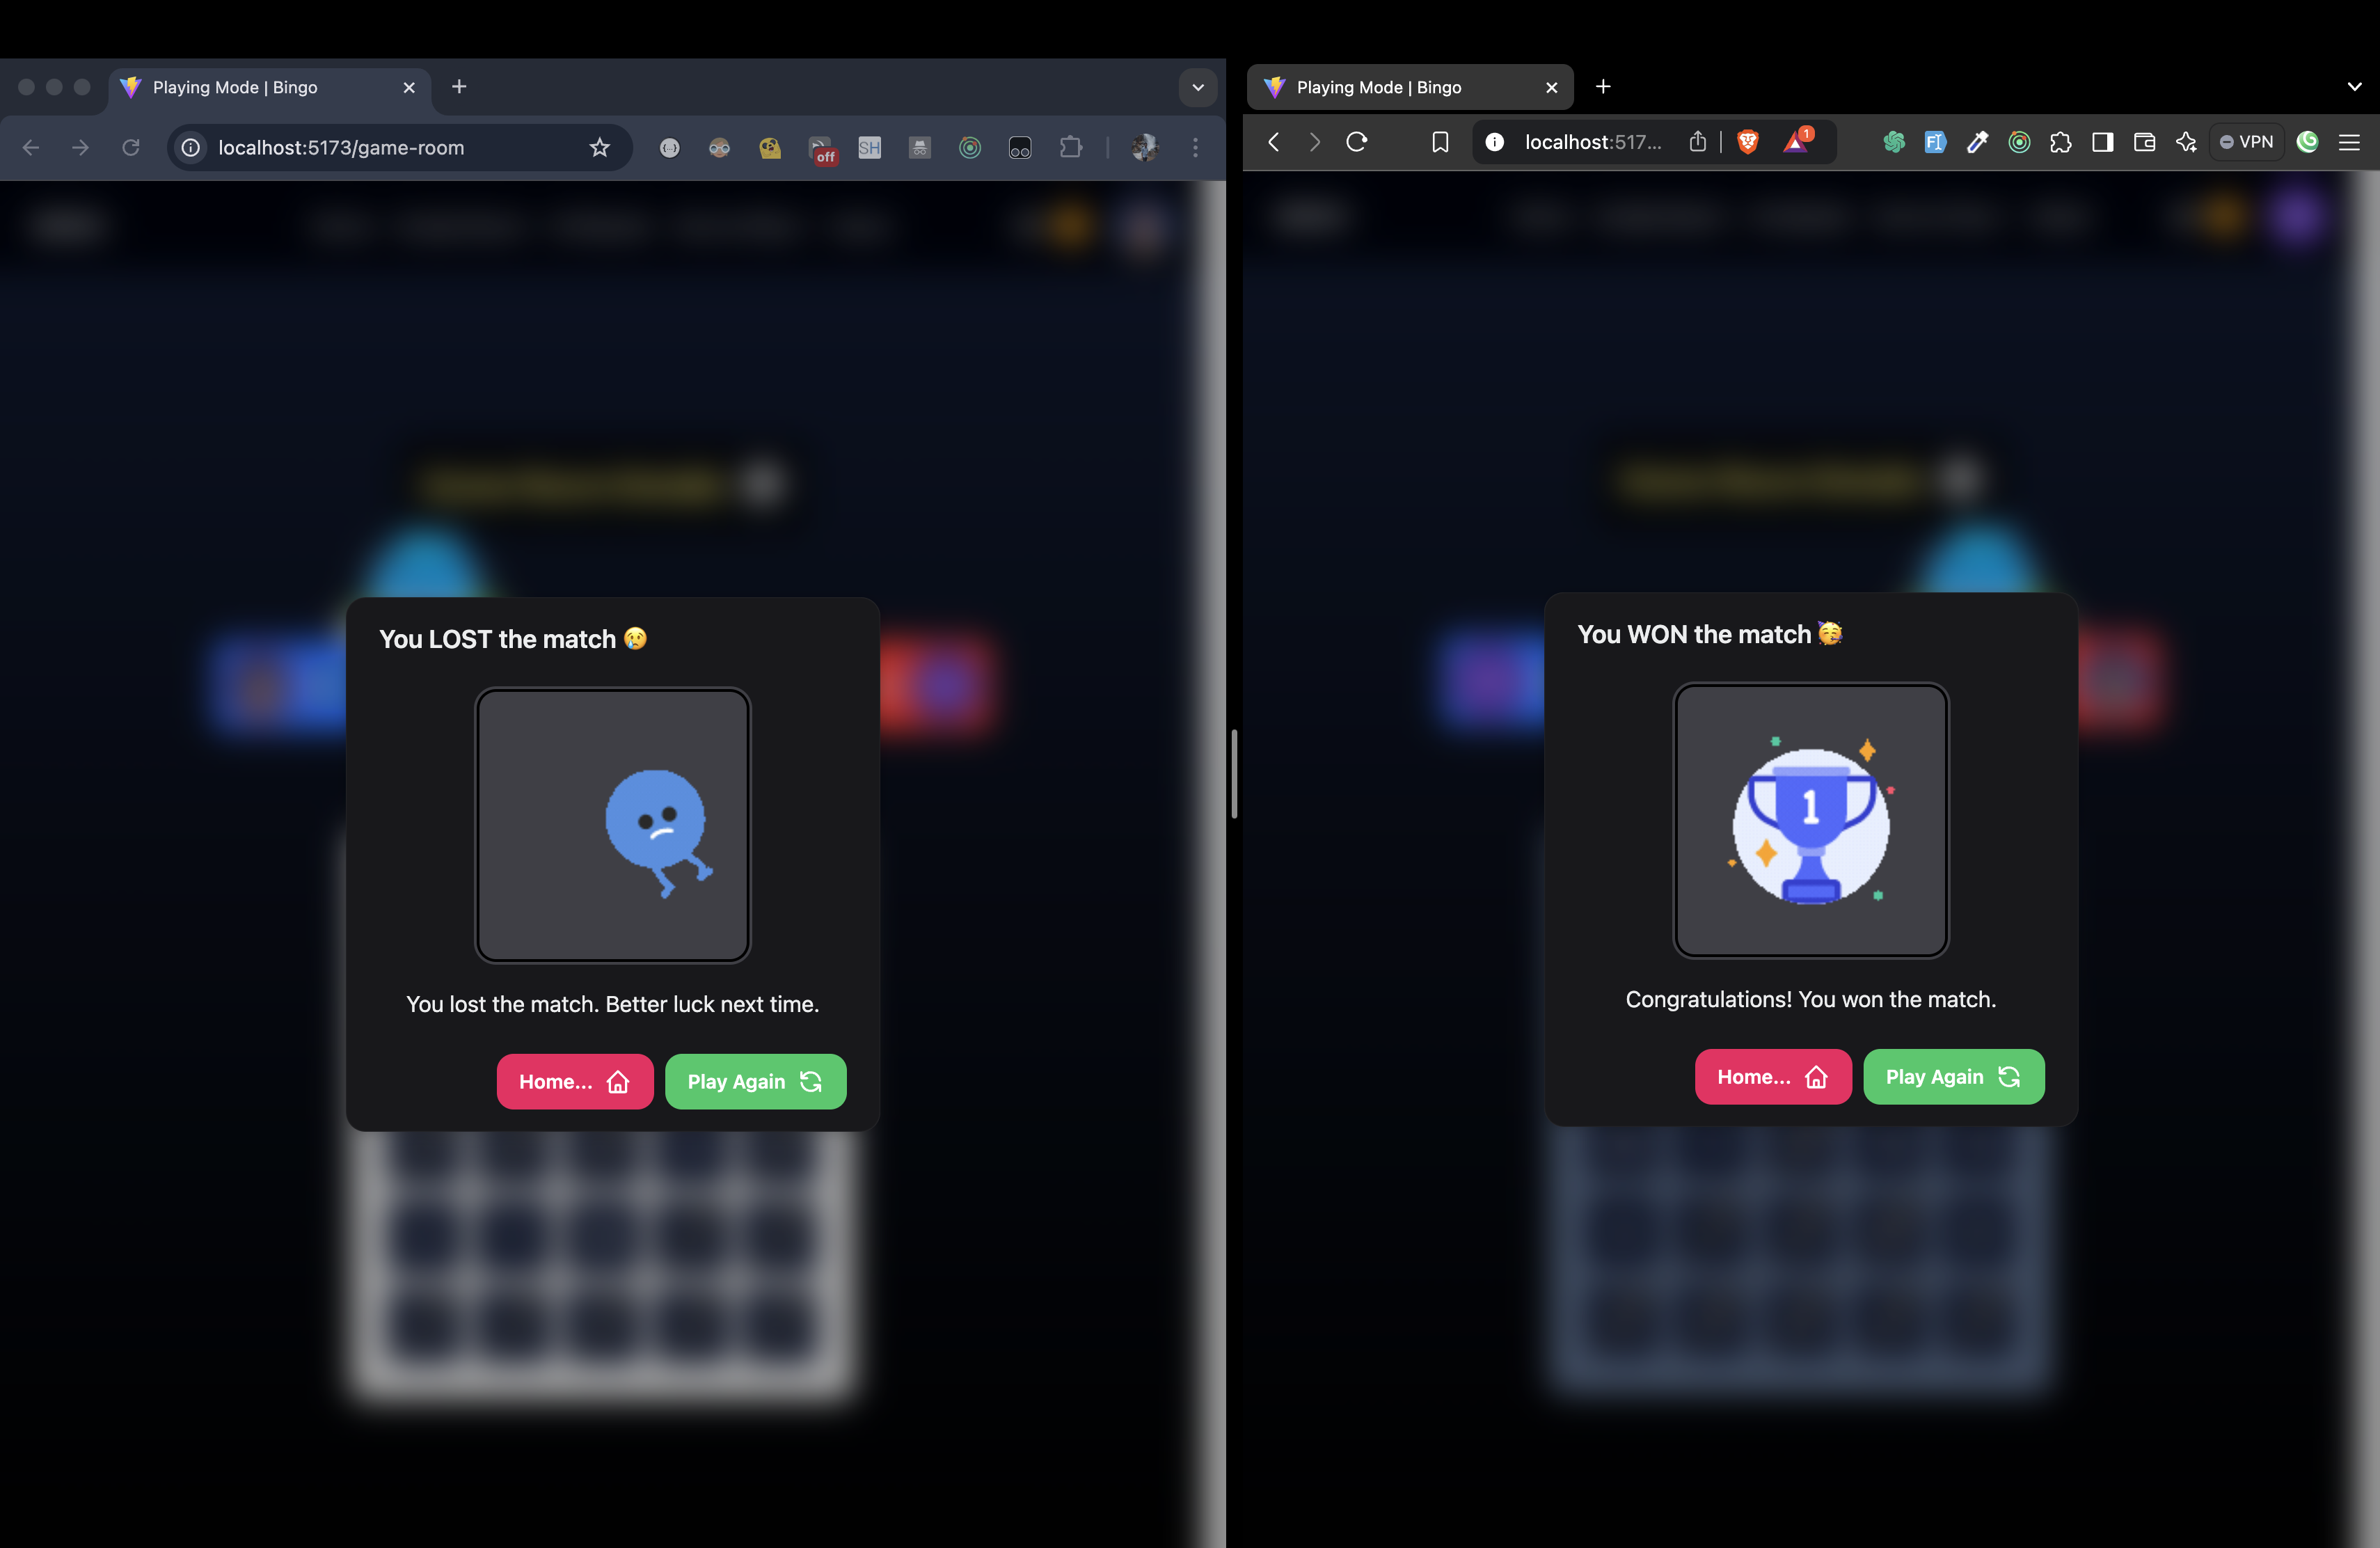 Playing Mode | Bingo
localhost:5173/game-room
off
SH
You LOST the match 😢
You lost the match. Better luck next time.
Home...
Play Again
Playing Mode | Bingo
localhost:517...
1
VPN
You WON the match 🥳
1
Congratulations! You won the match.
Home...
Play Again